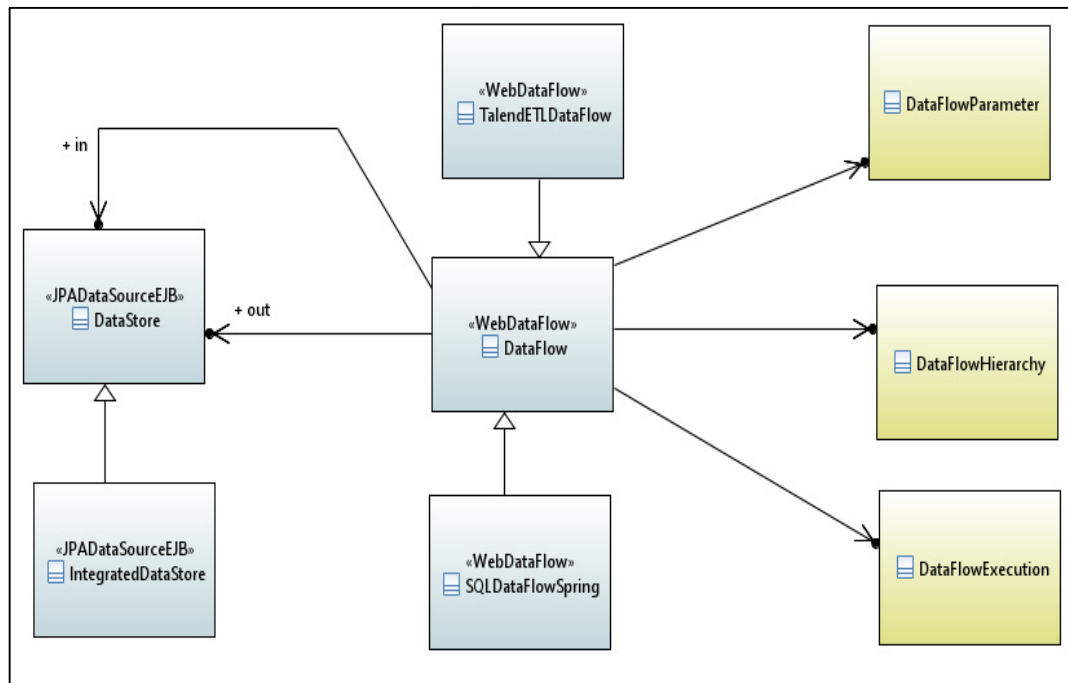 «WebDataFlow»
TalendETLDataFlow
DataFlowParameter
+ in
«JPADataSourceEJB»
DataStore
+ out
«WebDataFlow»
DataFlow
DataFlowHierarchy
«JPADataSourceEJB»
IntegratedDataStore
«WebDataFlow»
SQLDataFlowSpring
DataFlowExecution